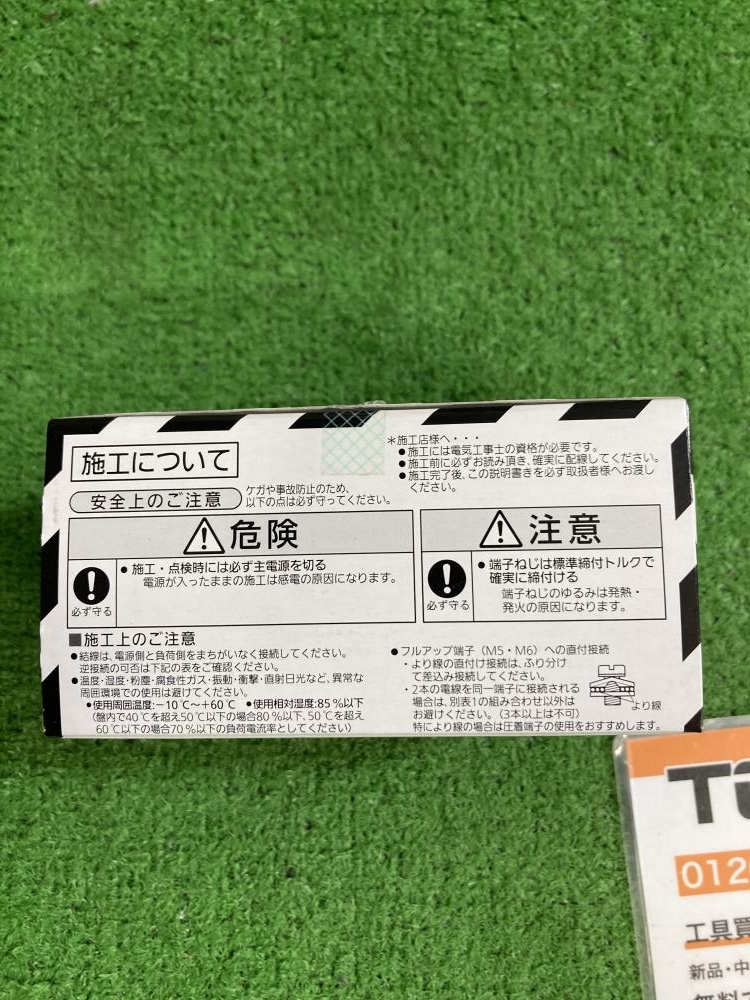 施工について
＊施工店様へ・・・
●施工には電気工事士の資格が必要です。
●施工前に必ずお読み頂き、確実に配線してください。
●施工完了後、この説明書きを必ず取扱者様へお渡し
ください。
安全上のご注意
ケガや事故防止のため、
以下の点は必ず守ってください。
危険
必ず守る
●施工・点検時には必ず主電源を切る
電源が入ったままの施工は感電の原因になります。
注意
必ず守る
●端子ねじは標準締付トルクで
確実に締付ける
端子ねじのゆるみは発熱・
発火の原因になります。
■施工上のご注意
●結線は、電源側と負荷側をまちがいなく接続してください。
逆接続の可否は下記の表をご確認ください。
●温度・湿度・粉塵・腐食性ガス・振動・衝撃・直射日光など、異常な
周囲環境での使用は避けてください。
●使用周囲温度：−10℃〜＋60℃ ●使用相対湿度：85％以下
(盤内で40℃を超え50℃以下の場合80％以下、50℃を超え
60℃以下の場合70％以下の負荷電流率としてください)
●フルアップ端子（M5・M6）への直付接続
・より線の直付け接続は、ふり分け
て差込み接続してください。
・2本の電線を同一端子に接続される
場合は、別表1の組み合わせ以外は
お避けください。（3本以上は不可）
特により線の場合は圧着端子の使用をおすすめします。
より線
012
工具買
新品・中